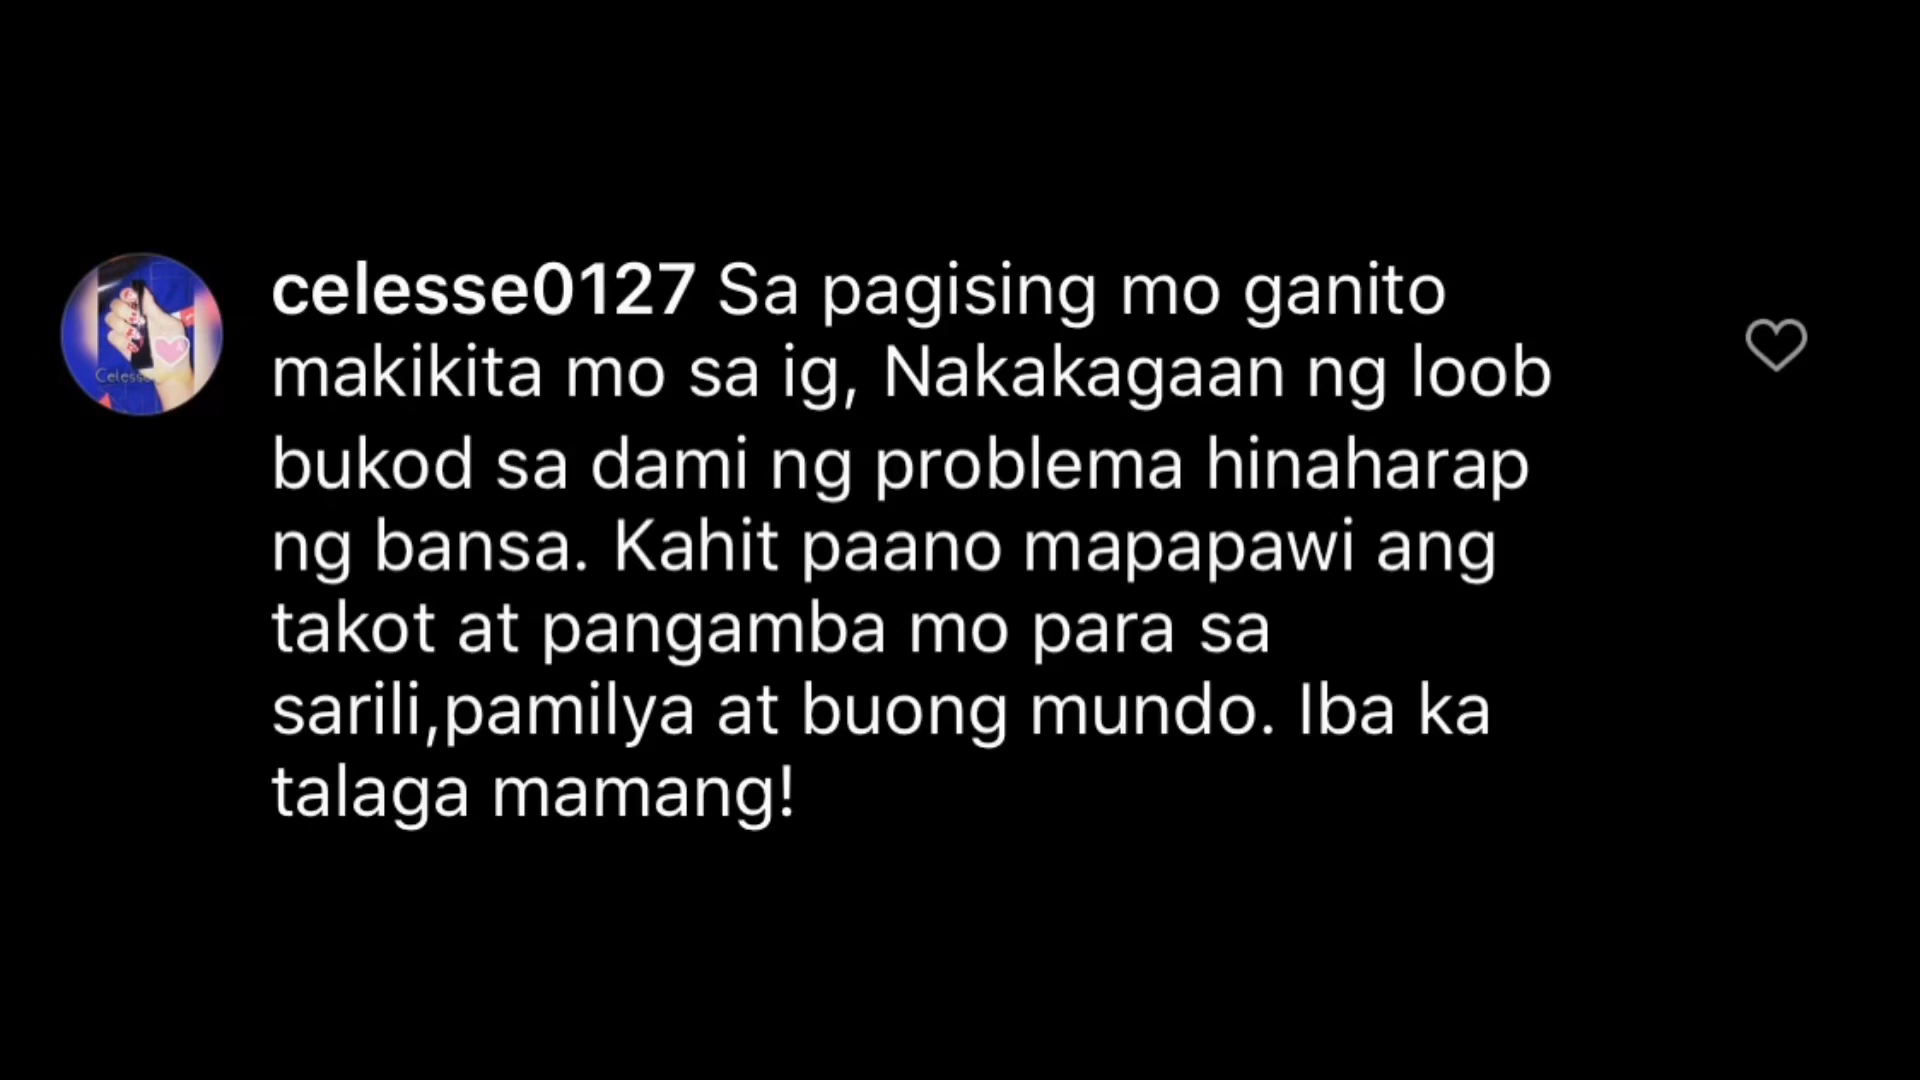 celesse0127 Sa pagising mo ganito
makikita mo sa ig, Nakakagaan ng loob
bukod sa dami ng problema hinaharap
ng bansa. Kahit paano mapapawi ang
takot at pangamba mo para sa
sarili,pamilya at buong mundo. Iba ka
talaga mamang!